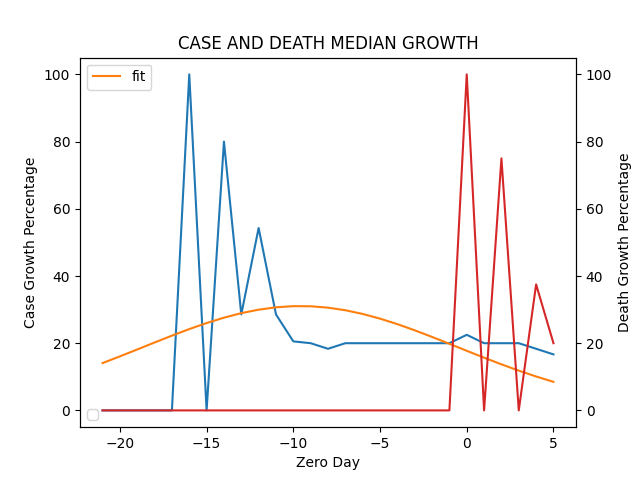 CASE AND DEATH MEDIAN GROWTH
fit
100
80
60
40
20
0
Case Growth Percentage
100
80
60
40
20
0
Death Growth Percentage
−20 −15 −10 −5 0 5
Zero Day